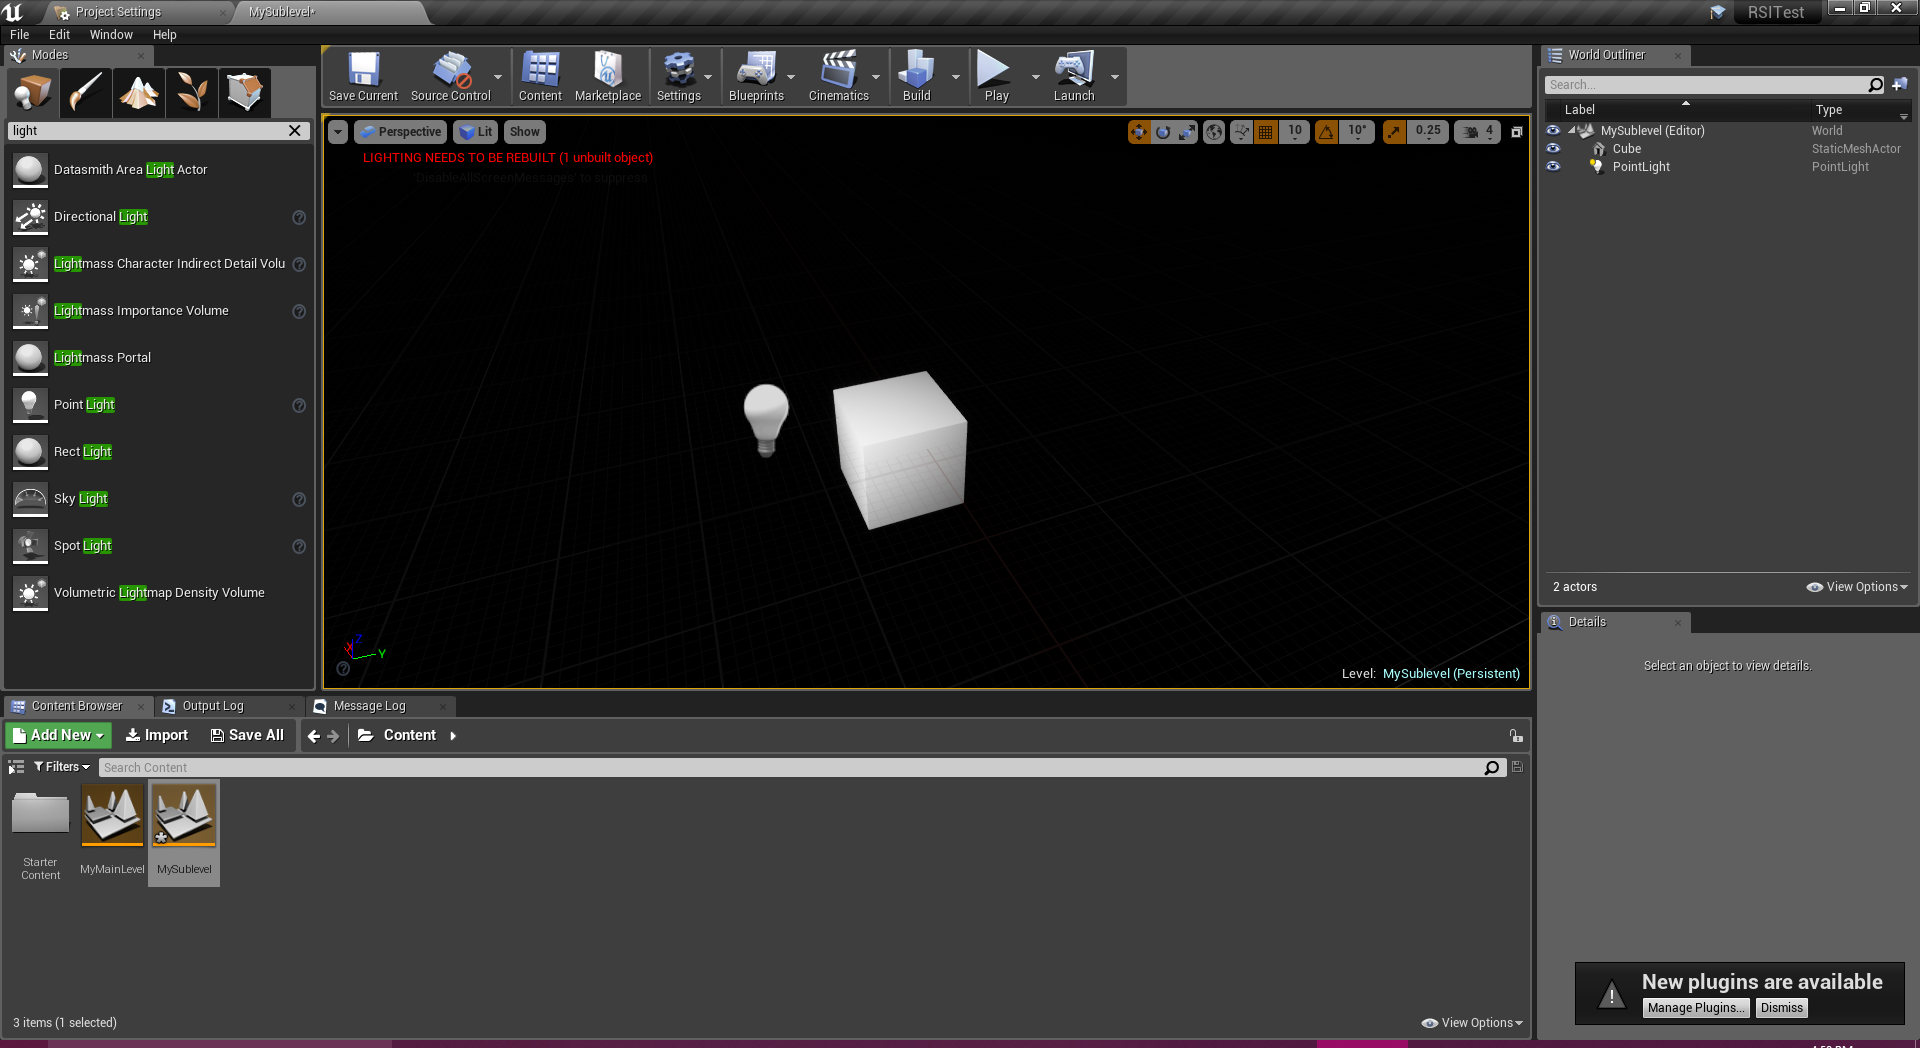 Project Settings
MySublevel*
RSITest
File Edit Window Help
Modes
light
Datasmith Area Light Actor
Directional Light
Lightmass Character Indirect Detail Volu
Lightmass Importance Volume
Lightmass Portal
Point Light
Rect Light
Sky Light
Spot Light
Volumetric Lightmap Density Volume
Save Current
Source Control
Content
Marketplace
Settings
Blueprints
Cinematics
Build
Play
Launch
Perspective
Lit
Show
10
10°
0.25
4
LIGHTING NEEDS TO BE REBUILT (1 unbuilt object)
'DisableAllScreenMessages' to suppress
X
Z
Y
Level: MySublevel (Persistent)
World Outliner
Search...
Label Type
MySublevel (Editor) World
Cube StaticMeshActor
PointLight PointLight
2 actors
View Options
Details
Select an object to view details.
Content Browser
Output Log
Message Log
Add New
Import
Save All
Content
Filters
Search Content
Starter
Content
MyMainLevel
MySublevel
3 items (1 selected)
View Options
New plugins are available
Manage Plugins...
Dismiss